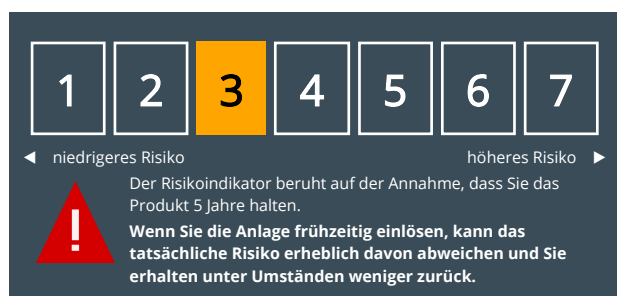 1 2 3 4 5 6 7
◄ niedrigeres Risiko höheres Risiko ►
Der Risikoindikator beruht auf der Annahme, dass Sie das
Produkt 5 Jahre halten.
!
Wenn Sie die Anlage frühzeitig einlösen, kann das
tatsächliche Risiko erheblich davon abweichen und Sie
erhalten unter Umständen weniger zurück.